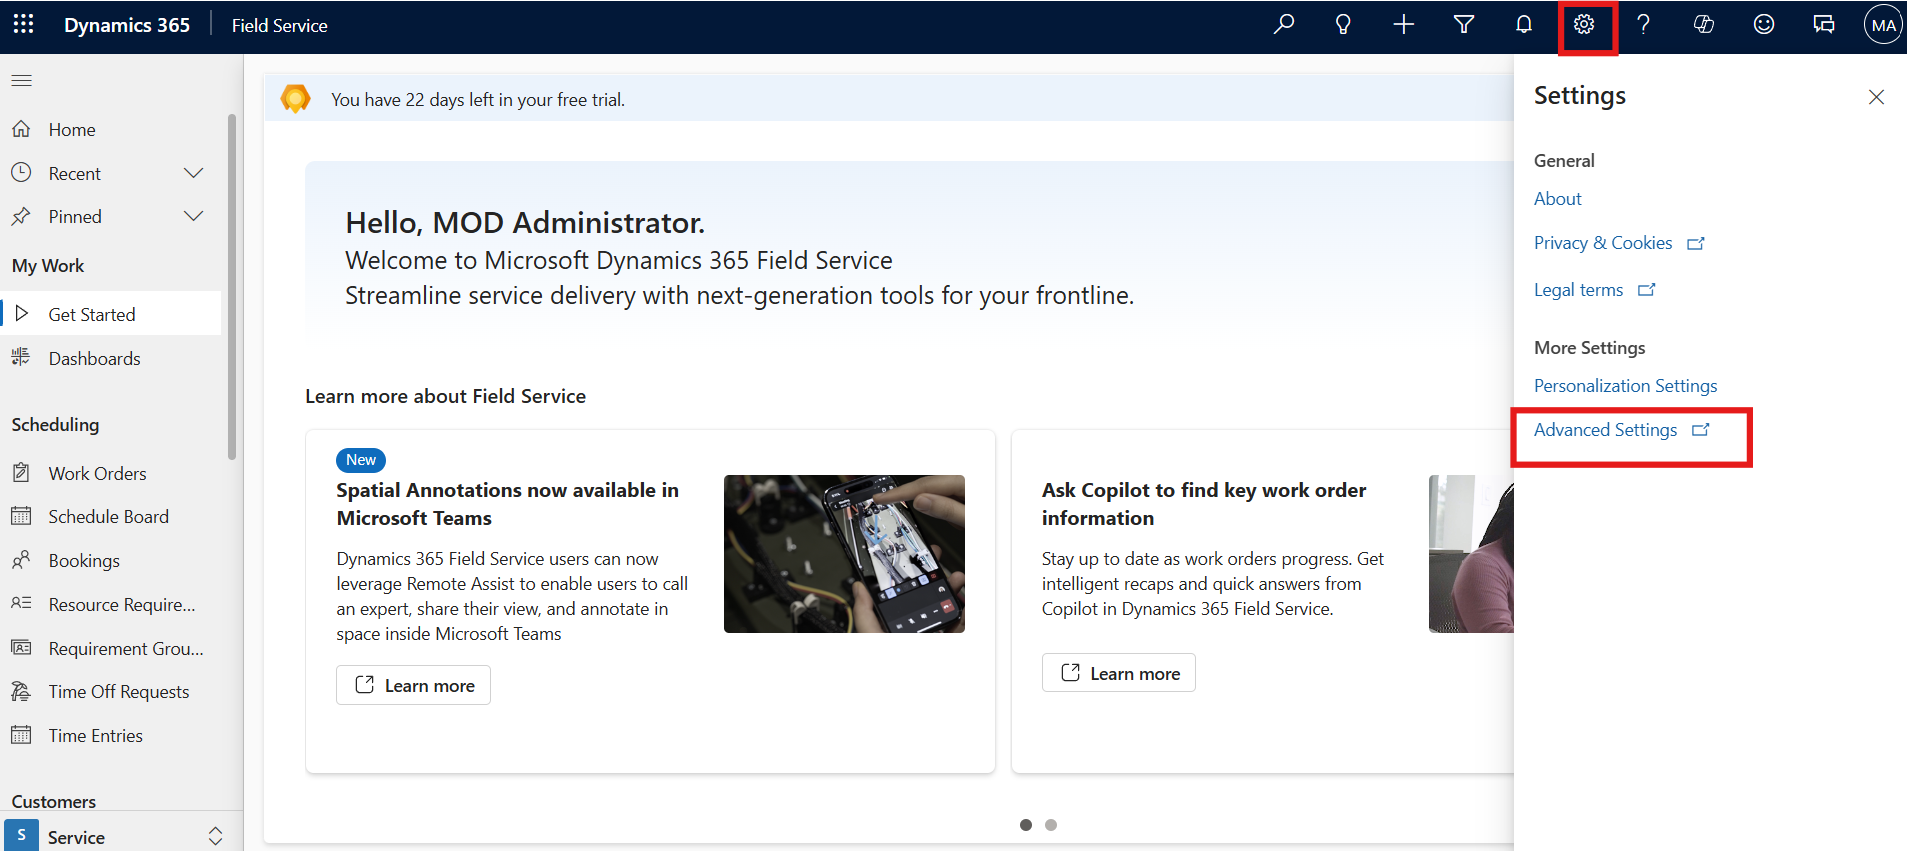 Dynamics 365
Field Service
MA
Home
Recent
Pinned
My Work
Get Started
Dashboards
Scheduling
Work Orders
Schedule Board
Bookings
Resource Require...
Requirement Grou...
Time Off Requests
Time Entries
Customers
S
Service
You have 22 days left in your free trial.
Hello, MOD Administrator.
Welcome to Microsoft Dynamics 365 Field Service
Streamline service delivery with next-generation tools for your frontline.
Learn more about Field Service
New
Spatial Annotations now available in
Microsoft Teams
Dynamics 365 Field Service users can now
leverage Remote Assist to enable users to call
an expert, share their view, and annotate in
space inside Microsoft Teams
Learn more
Ask Copilot to find key work order
information
Stay up to date as work orders progress. Get
intelligent recaps and quick answers from
Copilot in Dynamics 365 Field Service.
Learn more
Settings
General
About
Privacy & Cookies
Legal terms
More Settings
Personalization Settings
Advanced Settings